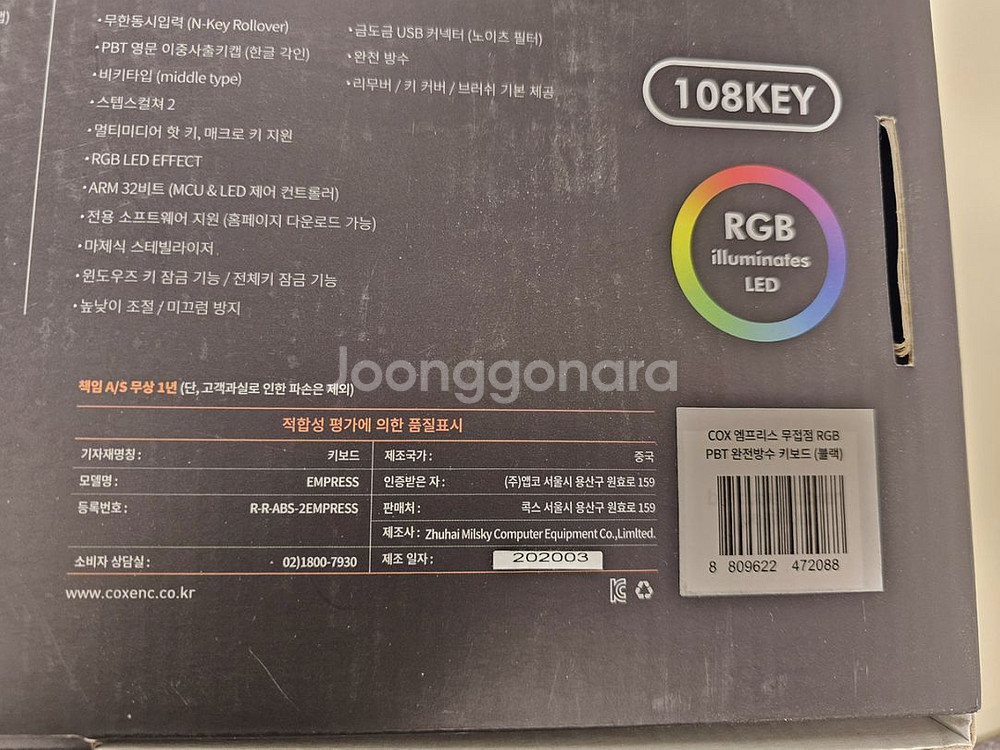 • 무한동시입력 (N-Key Rollover)
• PBT 영문 이중사출키캡 (한글 각인)
• 비키타입 (middle type)
• 스텝스컬쳐 2
• 멀티미디어 핫 키, 매크로 키 지원
• RGB LED EFFECT
• ARM 32비트 (MCU & LED 제어 컨트롤러)
• 전용 소프트웨어 지원 (홈페이지 다운로드 가능)
• 마제식 스테빌라이저
• 윈도우즈 키 잠금 기능 / 전체키 잠금 기능
• 높낮이 조절 / 미끄럼 방지
• 금도금 USB 커넥터 (노이즈 필터)
• 완전 방수
• 리무버 / 키 커버 / 브러쉬 기본 제공
108KEY
RGB
illuminates
LED
Joonggonara
책임 A/S 무상 1년 (단, 고객과실로 인한 파손은 제외)
적합성 평가에 의한 품질표시
기자재명칭 : 키보드
모델명 : EMPRESS
등록번호 : R-R-ABS-2EMPRESS
소비자 상담실 : 02)1800-7930
제조국가 : 중국
인증받은 자 : (주)앱코 서울시 용산구 원효로 159
판매처 : 콕스 서울시 용산구 원효로 159
제조사 : Zhuhai Milsky Computer Equipment Co.,Limlted.
제조 일자 : 202003
www.coxenc.co.kr
COX 엠프리스 무접점 RGB
PBT 완전방수 키보드 (블랙)
8 809622 472088